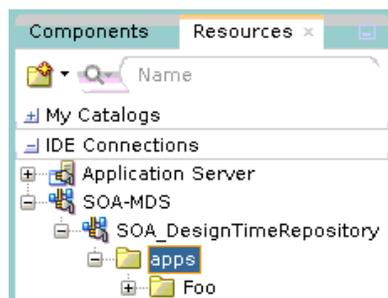 Components Resources
Name
My Catalogs
IDE Connections
Application Server
SOA-MDS
SOA_DesignTimeRepository
apps
Foo